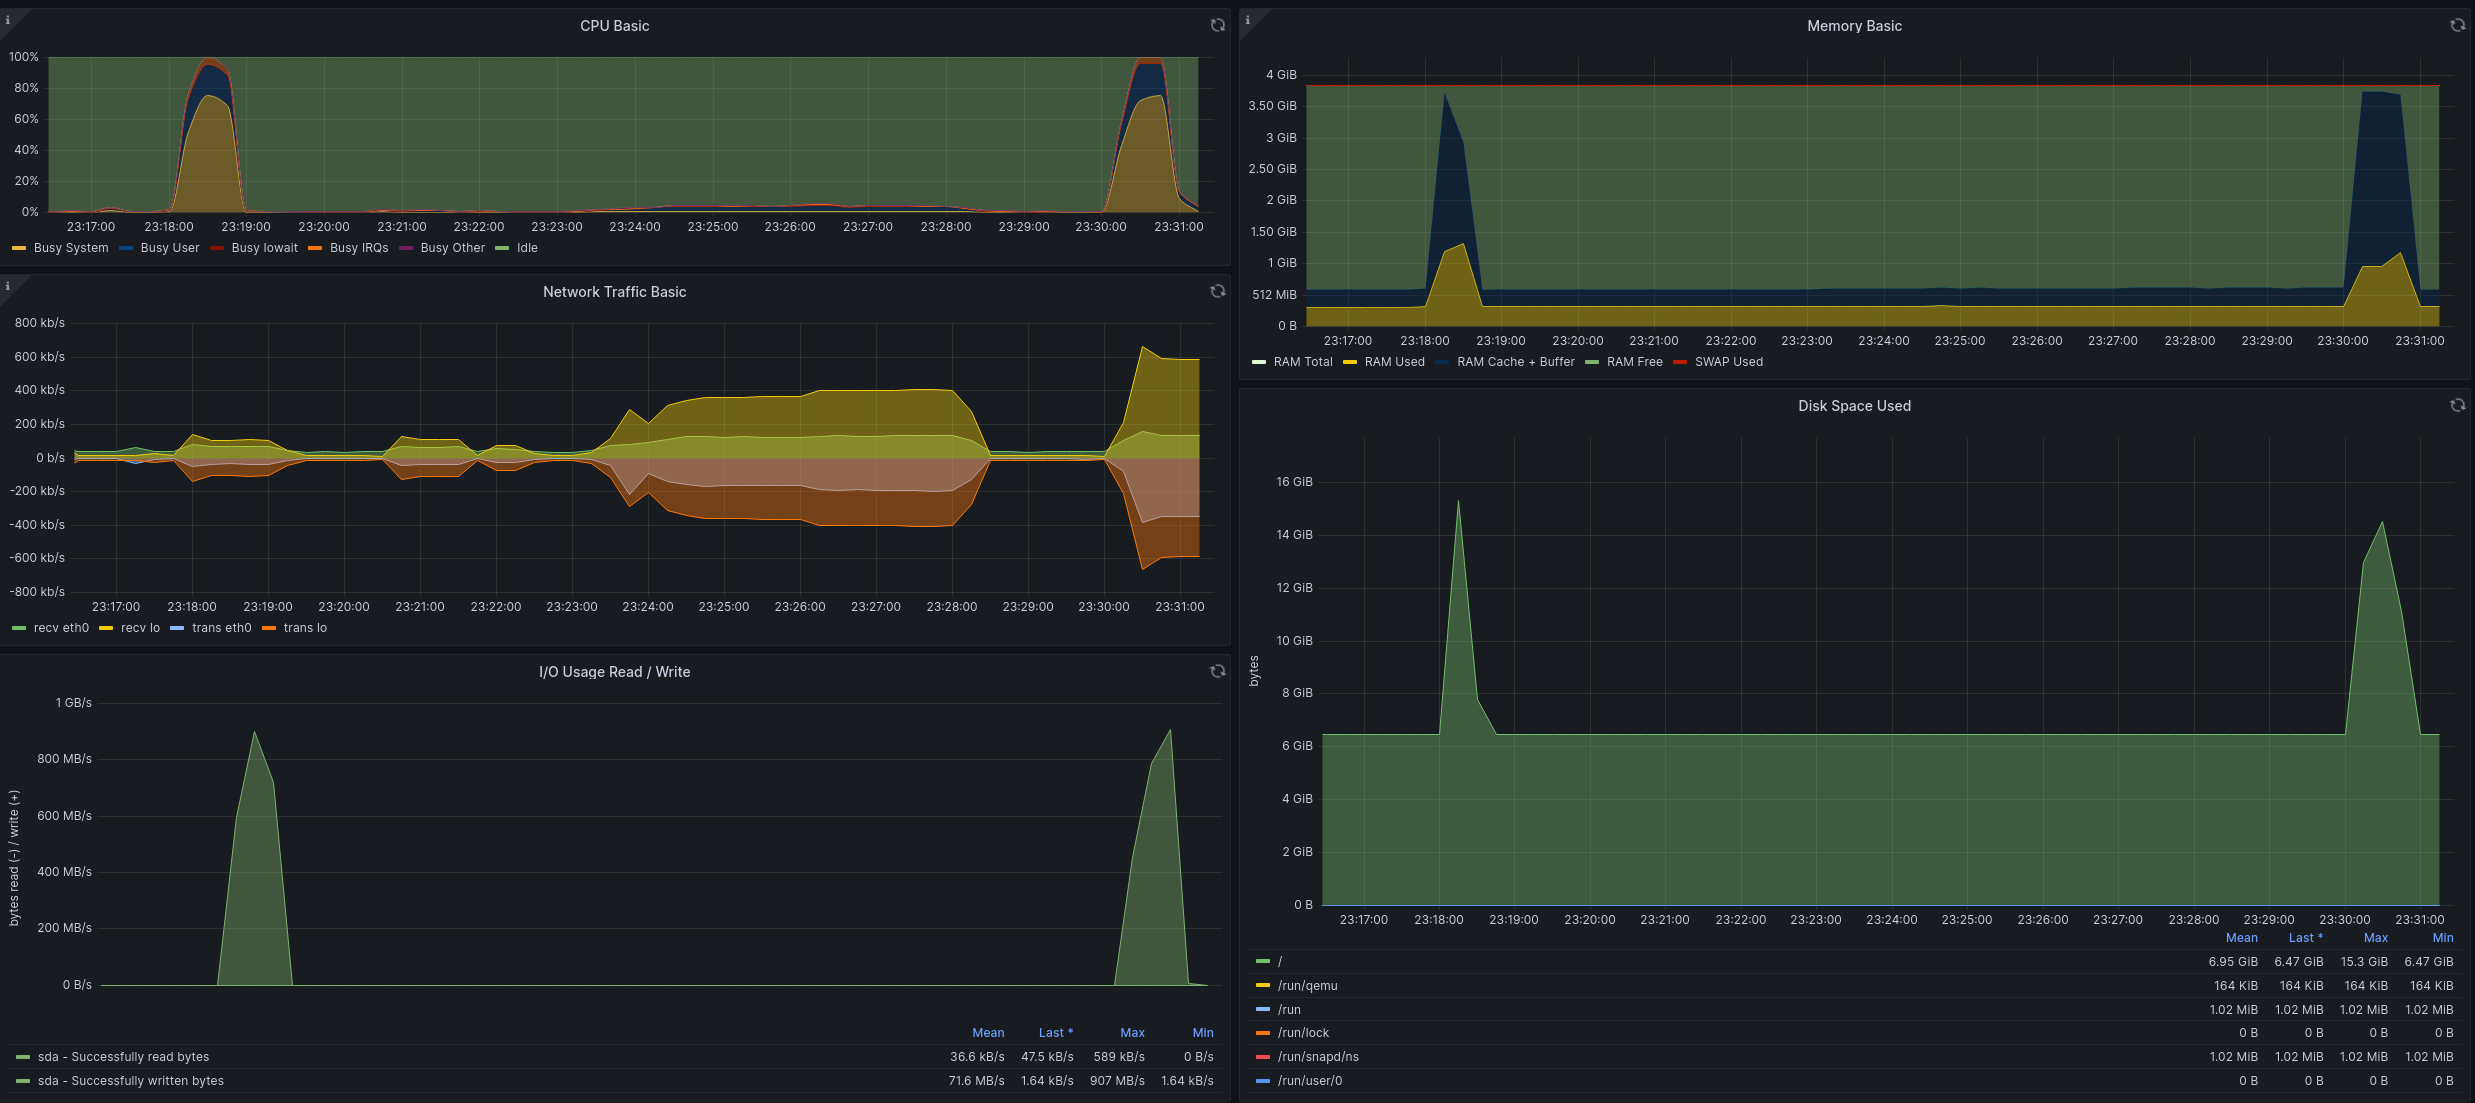 CPU Basic
100%
80%
60%
40%
20%
0%
23:17:00 23:18:00 23:19:00 23:20:00 23:21:00 23:22:00 23:23:00 23:24:00 23:25:00 23:26:00 23:27:00 23:28:00 23:29:00 23:30:00 23:31:00
Busy System Busy User Busy Iowait Busy IRQs Busy Other Idle
Network Traffic Basic
800 kb/s
600 kb/s
400 kb/s
200 kb/s
0 b/s
-200 kb/s
-400 kb/s
-600 kb/s
-800 kb/s
23:17:00 23:18:00 23:19:00 23:20:00 23:21:00 23:22:00 23:23:00 23:24:00 23:25:00 23:26:00 23:27:00 23:28:00 23:29:00 23:30:00 23:31:00
recv eth0 recv lo trans eth0 trans lo
I/O Usage Read / Write
bytes read (-) / write (+)
1 GB/s
800 MB/s
600 MB/s
400 MB/s
200 MB/s
0 B/s
Mean Last * Max Min
sda - Successfully read bytes 36.6 kB/s 47.5 kB/s 589 kB/s 0 B/s
sda - Successfully written bytes 71.6 MB/s 1.64 kB/s 907 MB/s 1.64 kB/s
Memory Basic
4 GiB
3.50 GiB
3 GiB
2.50 GiB
2 GiB
1.50 GiB
1 GiB
512 MiB
0 B
23:17:00 23:18:00 23:19:00 23:20:00 23:21:00 23:22:00 23:23:00 23:24:00 23:25:00 23:26:00 23:27:00 23:28:00 23:29:00 23:30:00 23:31:00
RAM Total RAM Used RAM Cache + Buffer RAM Free SWAP Used
Disk Space Used
bytes
16 GiB
14 GiB
12 GiB
10 GiB
8 GiB
6 GiB
4 GiB
2 GiB
0 B
23:17:00 23:18:00 23:19:00 23:20:00 23:21:00 23:22:00 23:23:00 23:24:00 23:25:00 23:26:00 23:27:00 23:28:00 23:29:00 23:30:00 23:31:00
Mean Last * Max Min
/ 6.95 GiB 6.47 GiB 15.3 GiB 6.47 GiB
/run/qemu 164 KiB 164 KiB 164 KiB 164 KiB
/run 1.02 MiB 1.02 MiB 1.02 MiB 1.02 MiB
/run/lock 0 B 0 B 0 B 0 B
/run/snapd/ns 1.02 MiB 1.02 MiB 1.02 MiB 1.02 MiB
/run/user/0 0 B 0 B 0 B 0 B